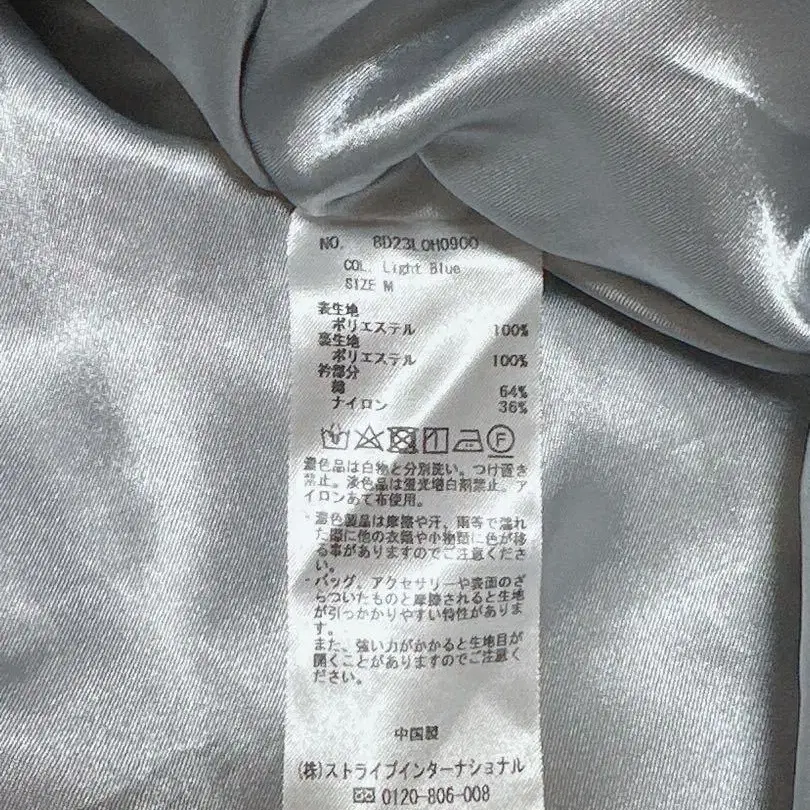 NO. 8D23L0H0900
COL. Light Blue
SIZE M
表生地
ポリエステル 100%
裏生地
ポリエステル 100%
衿部分
綿 64%
ナイロン 36%
F
濃色品は白物と分別洗い。つけ置き
禁止。淡色品は蛍光増白剤禁止。ア
イロンあて布使用。
・濃色製品は摩擦や汗、雨等で濡れ
た際に他の衣類や小物類に色が移
る事がありますのでご注意くださ
い。
・バッグ、アクセサリーや表面のざ
らついたものと摩擦されると生地
が引っかかりやすい特性がありま
す。
また、強い力がかかると生地目が
開くことがありますのでご注意く
ださい。
中国製
(株)ストライプインターナショナル
0120-806-008